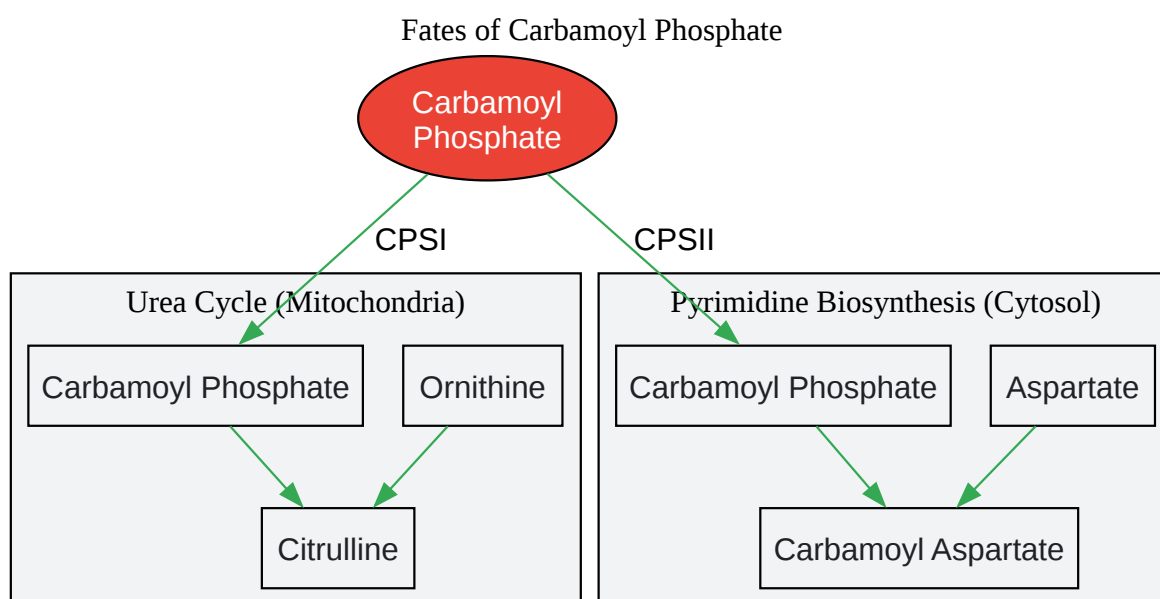 Fates of Carbamoyl Phosphate
Carbamoyl
Phosphate
CPSI
CPSII
Urea Cycle (Mitochondria)
Pyrimidine Biosynthesis (Cytosol)
Carbamoyl Phosphate
Ornithine
Carbamoyl Phosphate
Aspartate
Citrulline
Carbamoyl Aspartate